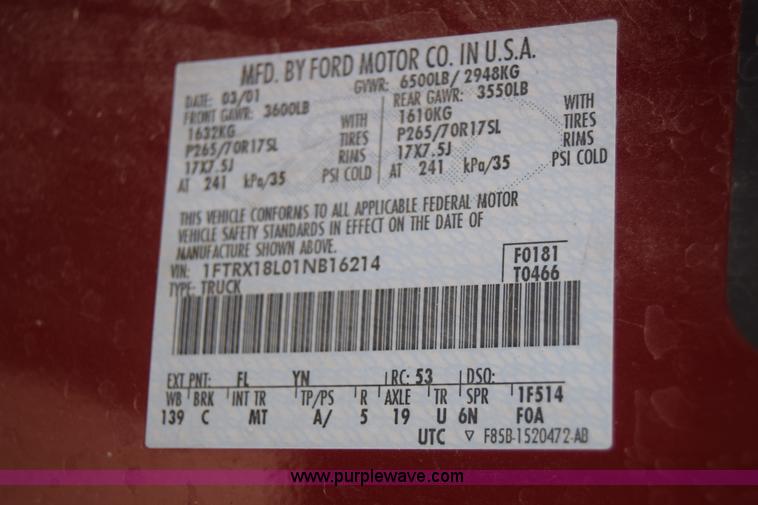 MFD. BY FORD MOTOR CO. IN U.S.A.
DATE: 03/01 GVWR: 6500LB/ 2948KG
FRONT GAWR: 3600LB REAR GAWR: 3550LB
1632KG WITH 1610KG WITH
P265/70R17SL TIRES P265/70R17SL TIRES
17X7.5J RIMS 17X7.5J RIMS
AT 241 kPa/35 PSI COLD AT 241 kPa/35 PSI COLD
THIS VEHICLE CONFORMS TO ALL APPLICABLE FEDERAL MOTOR
VEHICLE SAFETY STANDARDS IN EFFECT ON THE DATE OF
MANUFACTURE SHOWN ABOVE.
VIN: 1FTRX18L01NB16214 F0181
TYPE: TRUCK T0466
EXT PNT: FL YN RC: 53 DSO:
WB BRK INT TR TP/PS R AXLE TR SPR 1F514
139 C MT A/ 5 19 U 6N F0A
UTC ▽ F85B-1520472-AB
www.purplewave.com